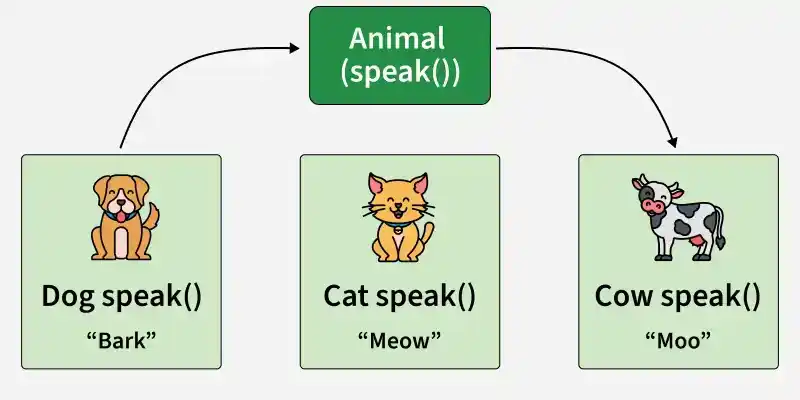 Animal
(speak())
Dog speak()
“Bark”
Cat speak()
“Meow”
Cow speak()
“Moo”